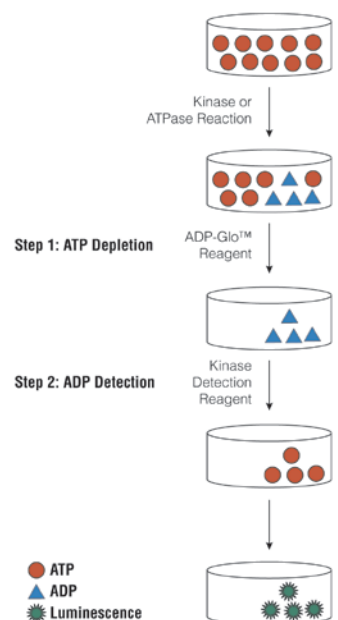 Kinase or
ATPase Reaction
Step 1: ATP Depletion
ADP-Glo™
Reagent
Step 2: ADP Detection
Kinase
Detection
Reagent
ATP
ADP
Luminescence